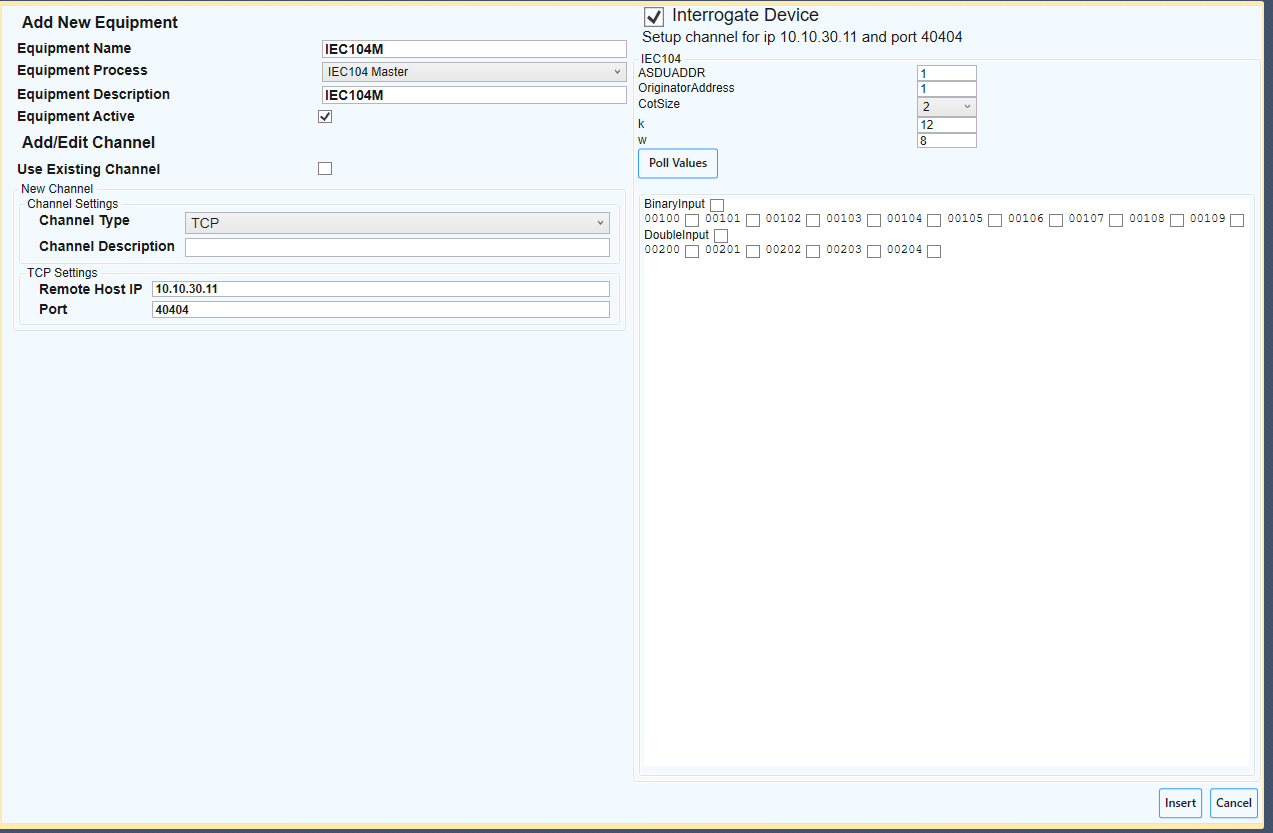 Add New Equipment
Equipment Name IEC104M
Equipment Process IEC104 Master
Equipment Description IEC104M
Equipment Active
Add/Edit Channel
Use Existing Channel
New Channel
Channel Settings
Channel Type TCP
Channel Description
TCP Settings
Remote Host IP 10.10.30.11
Port 40404
Interrogate Device
Setup channel for ip 10.10.30.11 and port 40404
IEC104
ASDUADDR 1
OriginatorAddress 1
CotSize 2
k 12
w 8
Poll Values
BinaryInput
00100 00101 00102 00103 00104 00105 00106 00107 00108 00109
DoubleInput
00200 00201 00202 00203 00204
Insert Cancel